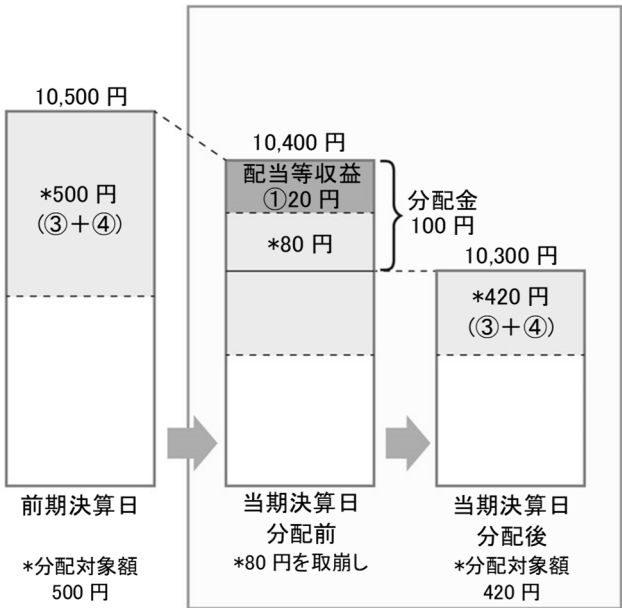 10,500 円
*500 円
(③+④)
前期決算日
*分配対象額
500 円
10,400 円
配当等収益
①20 円
*80 円
分配金
100 円
当期決算日
分配前
*80 円を取崩し
10,300 円
*420 円
(③+④)
当期決算日
分配後
*分配対象額
420 円